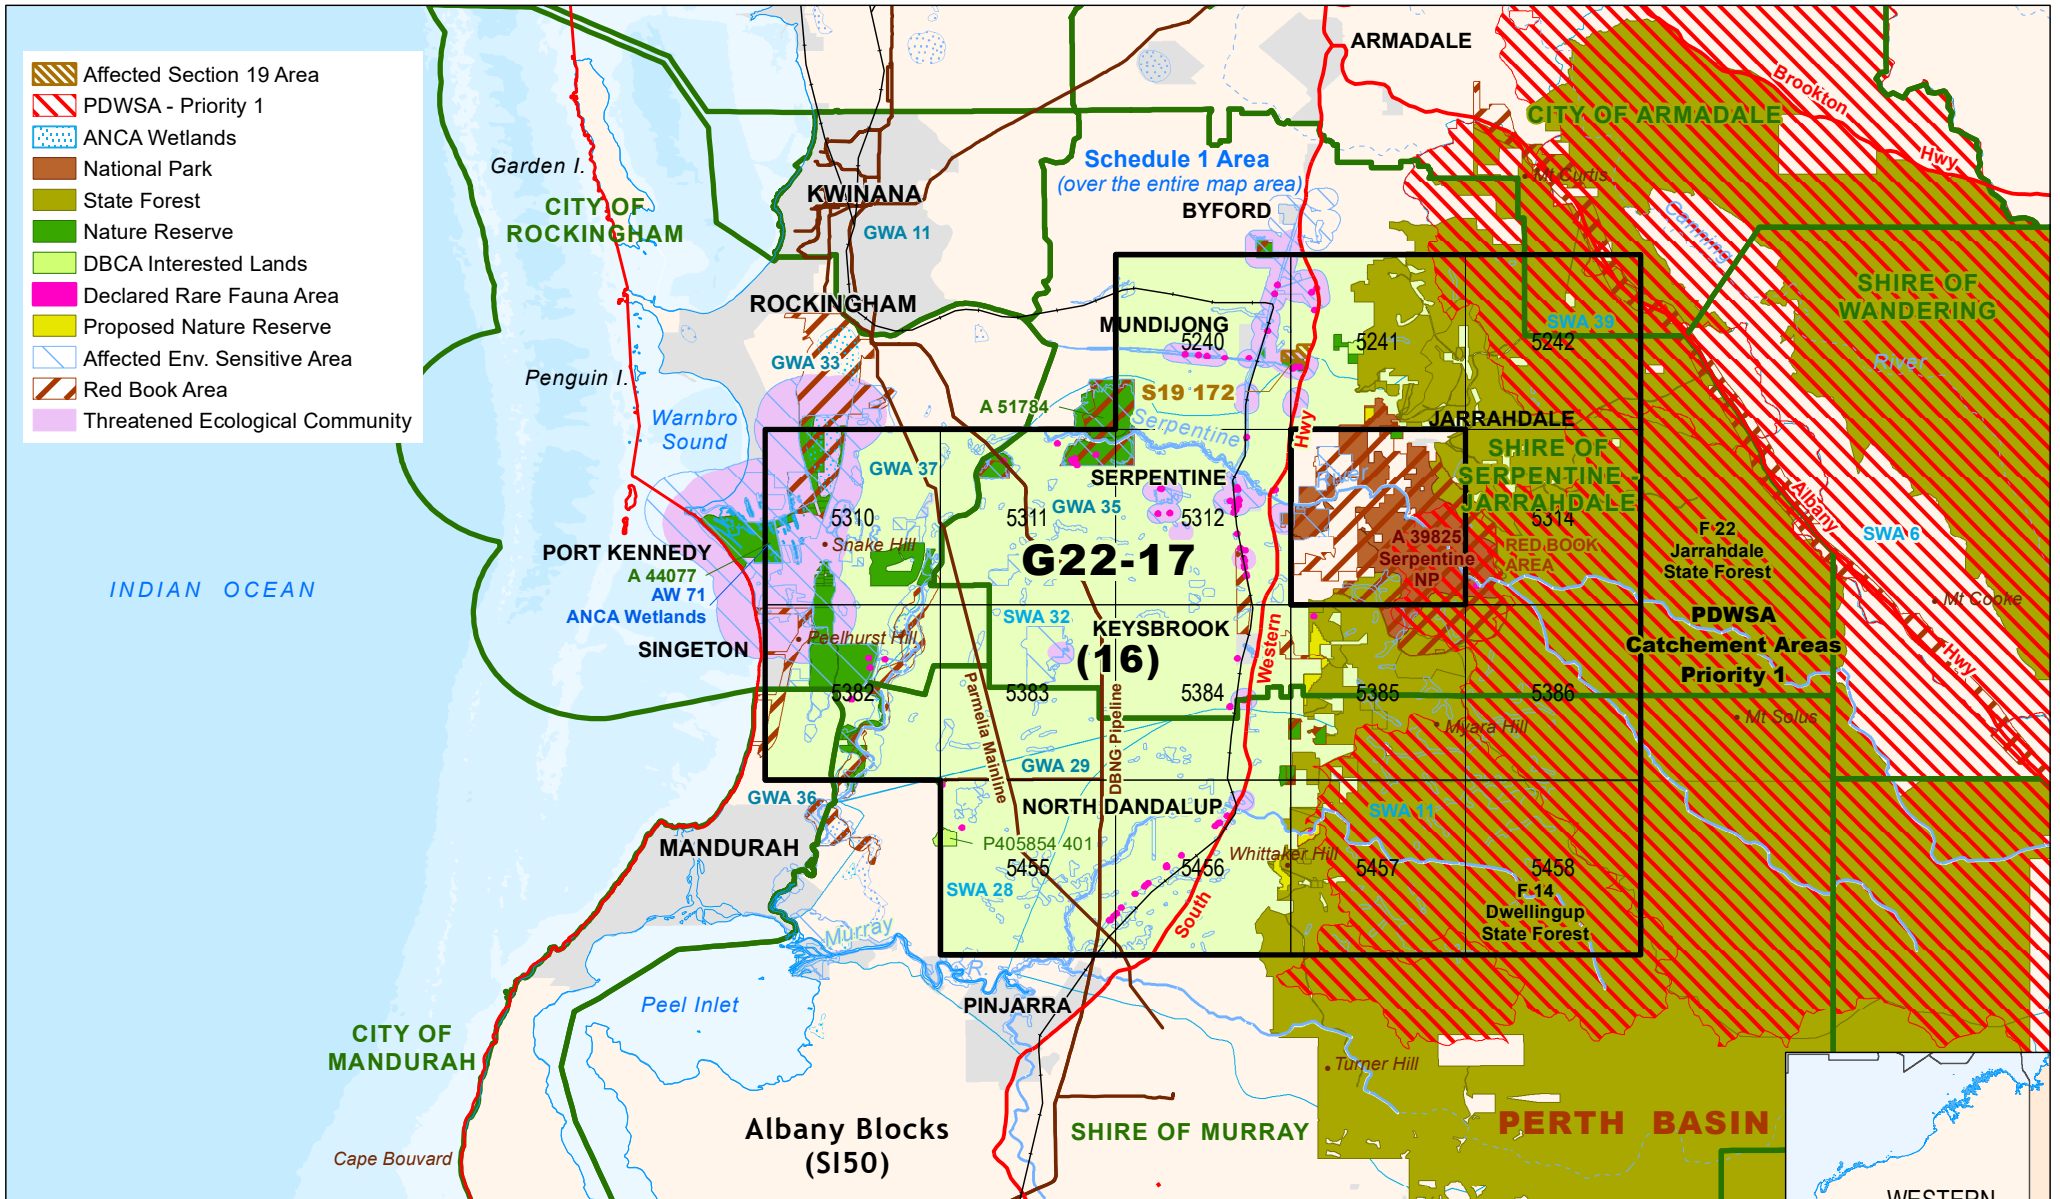 Affected Section 19 Area
PDWSA - Priority 1
ANCA Wetlands
National Park
State Forest
Nature Reserve
DBCA Interested Lands
Declared Rare Fauna Area
Proposed Nature Reserve
Affected Env. Sensitive Area
Red Book Area
Threatened Ecological Community
ARMADALE
Brookton
Hwy
CITY OF ARMADALE
Garden I.
CITY OF
ROCKINGHAM
KWINANA
GWA 11
Schedule 1 Area
(over the entire map area)
BYFORD
Mt Curtis
Canning
SHIRE OF
WANDERING
River
ROCKINGHAM
GWA 33
Penguin I.
Warnbro
Sound
MUNDIJONG
5240
5241
SWA 39
5242
A 51784
S19 172
Serpentine
Hwy
JARRAHDALE
SHIRE OF
SERPENTINE -
JARRAHDALE
5314
GWA 37
SERPENTINE
River
GWA 35
5310
5311
5312
Snake Hill
G22-17
PORT KENNEDY
A 44077
AW 71
ANCA Wetlands
A 39825
Serpentine
NP
RED BOOK
AREA
F 22
Jarrahdale
State Forest
Albany
SWA 6
Mt Cooke
INDIAN OCEAN
SINGETON
Peelhurst Hill
SWA 32
KEYSBROOK
(16)
Western
PDWSA
Catchement Areas
Priority 1
Hwy
5382
5383
5384
5385
5386
Parmelia Mainline
DBNG Pipeline
Myara Hill
Mt Solus
GWA 29
GWA 36
NORTH DANDALUP
SWA 11
MANDURAH
P405854 401
5455
5456
5457
5458
Whittaker Hill
SWA 28
F 14
Dwellingup
State Forest
South
Murray
R.
Peel Inlet
PINJARRA
CITY OF
MANDURAH
Turner Hill
Albany Blocks
(SI50)
SHIRE OF MURRAY
PERTH BASIN
Cape Bouvard
WESTERN